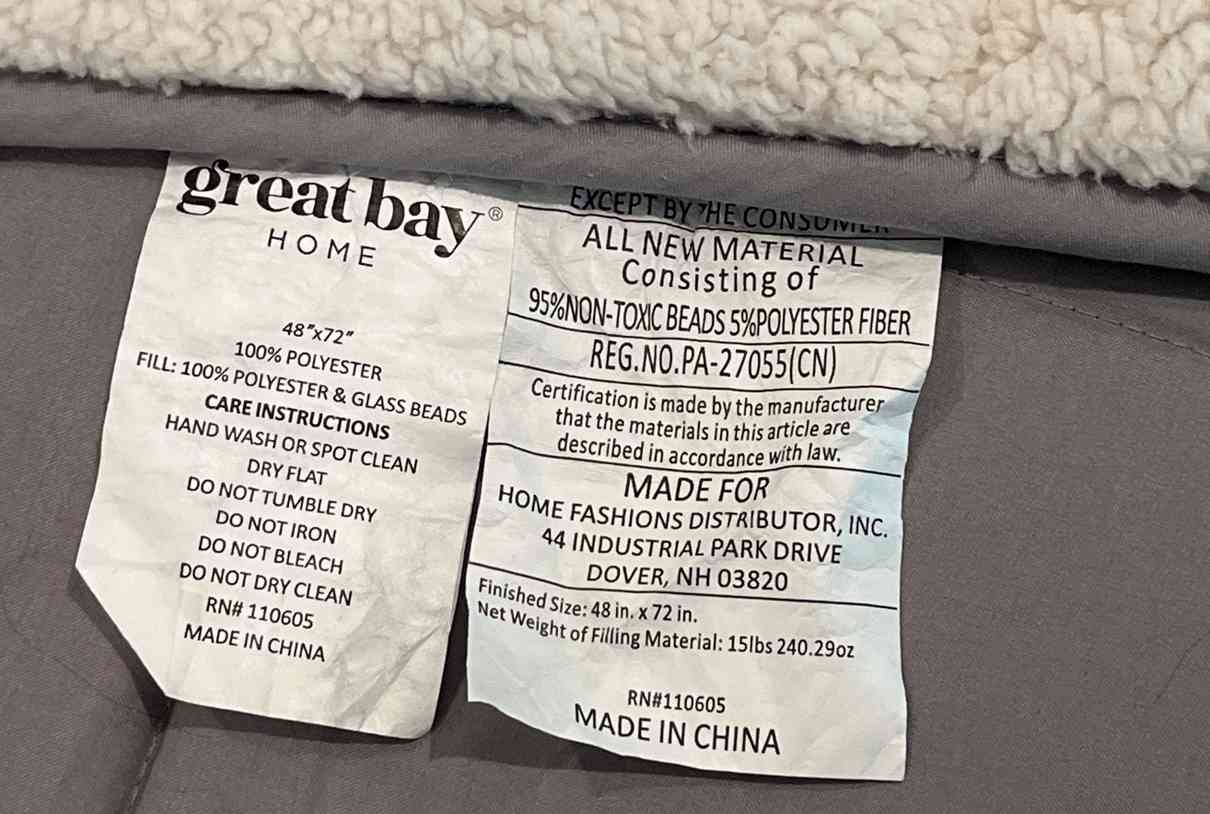 great bay®
HOME
48"x72"
100% POLYESTER
FILL: 100% POLYESTER & GLASS BEADS
CARE INSTRUCTIONS
HAND WASH OR SPOT CLEAN
DRY FLAT
DO NOT TUMBLE DRY
DO NOT IRON
DO NOT BLEACH
DO NOT DRY CLEAN
RN# 110605
MADE IN CHINA
EXCEPT BY THE CONSUMER
ALL NEW MATERIAL
Consisting of
95%NON-TOXIC BEADS 5%POLYESTER FIBER
REG.NO.PA-27055(CN)
Certification is made by the manufacturer
that the materials in this article are
described in accordance with law.
MADE FOR
HOME FASHIONS DISTRIBUTOR, INC.
44 INDUSTRIAL PARK DRIVE
DOVER, NH 03820
Finished Size: 48 in. x 72 in.
Net Weight of Filling Material: 15lbs 240.29oz
RN#110605
MADE IN CHINA